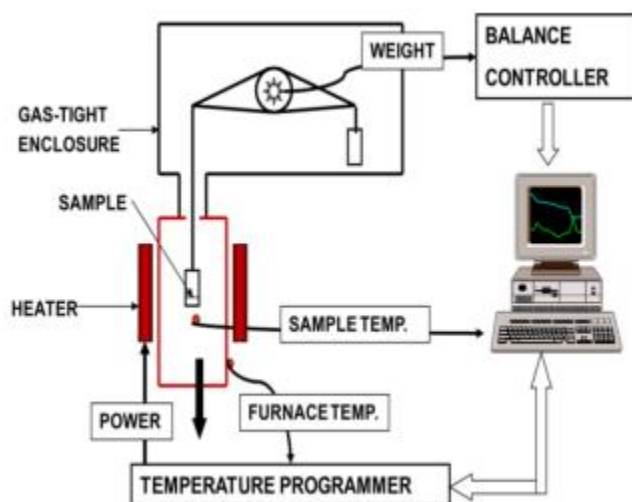 WEIGHT
BALANCE
CONTROLLER
GAS-TIGHT
ENCLOSURE
SAMPLE
HEATER
SAMPLE TEMP.
POWER
FURNACE TEMP.
TEMPERATURE PROGRAMMER